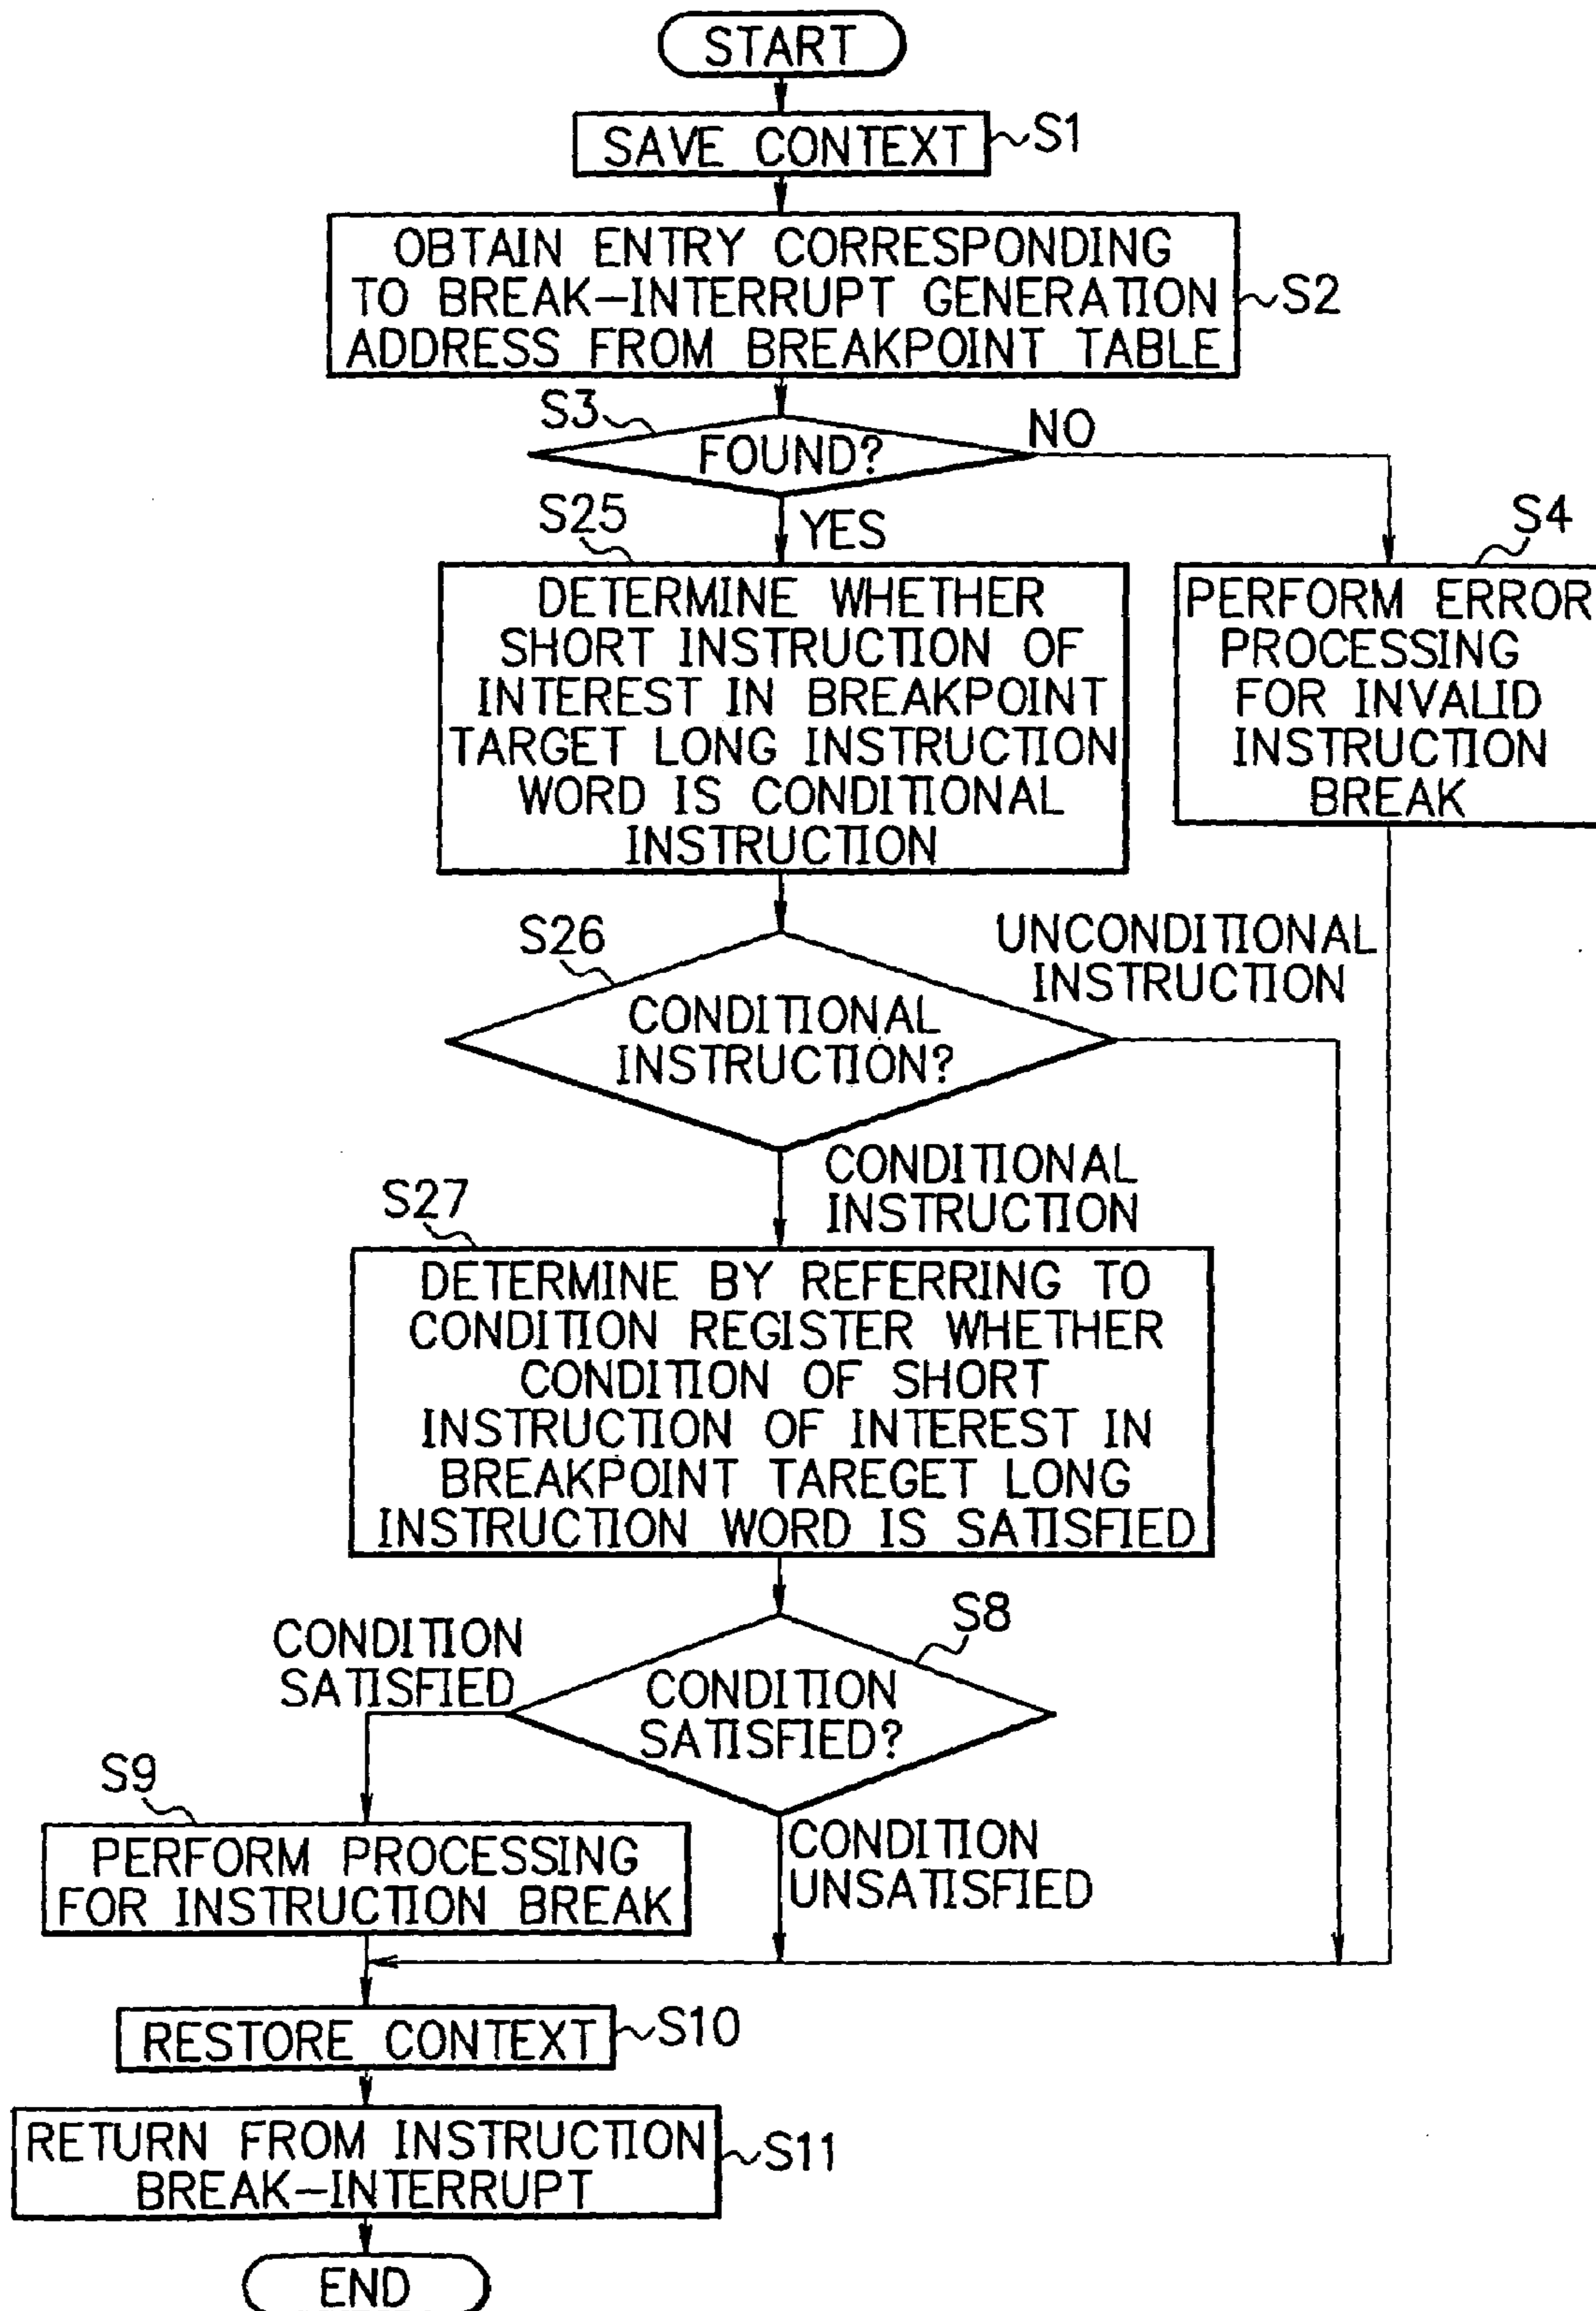 START
SAVE CONTEXT
S1
OBTAIN ENTRY CORRESPONDING
TO BREAK-INTERRUPT GENERATION
ADDRESS FROM BREAKPOINT TABLE
S2
S3
FOUND?
NO
YES
S25
DETERMINE WHETHER
SHORT INSTRUCTION OF
INTEREST IN BREAKPOINT
TARGET LONG INSTRUCTION
WORD IS CONDITIONAL
INSTRUCTION
S4
PERFORM ERROR
PROCESSING
FOR INVALID
INSTRUCTION
BREAK
S26
CONDITIONAL
INSTRUCTION?
UNCONDITIONAL
INSTRUCTION
CONDITIONAL
INSTRUCTION
S27
DETERMINE BY REFERRING TO
CONDITION REGISTER WHETHER
CONDITION OF SHORT
INSTRUCTION OF INTEREST IN
BREAKPOINT TAREGET LONG
INSTRUCTION WORD IS SATISFIED
S8
CONDITION
SATISFIED?
CONDITION
SATISFIED
S9
PERFORM PROCESSING
FOR INSTRUCTION BREAK
CONDITION
UNSATISFIED
RESTORE CONTEXT
S10
RETURN FROM INSTRUCTION
BREAK-INTERRUPT
S11
END